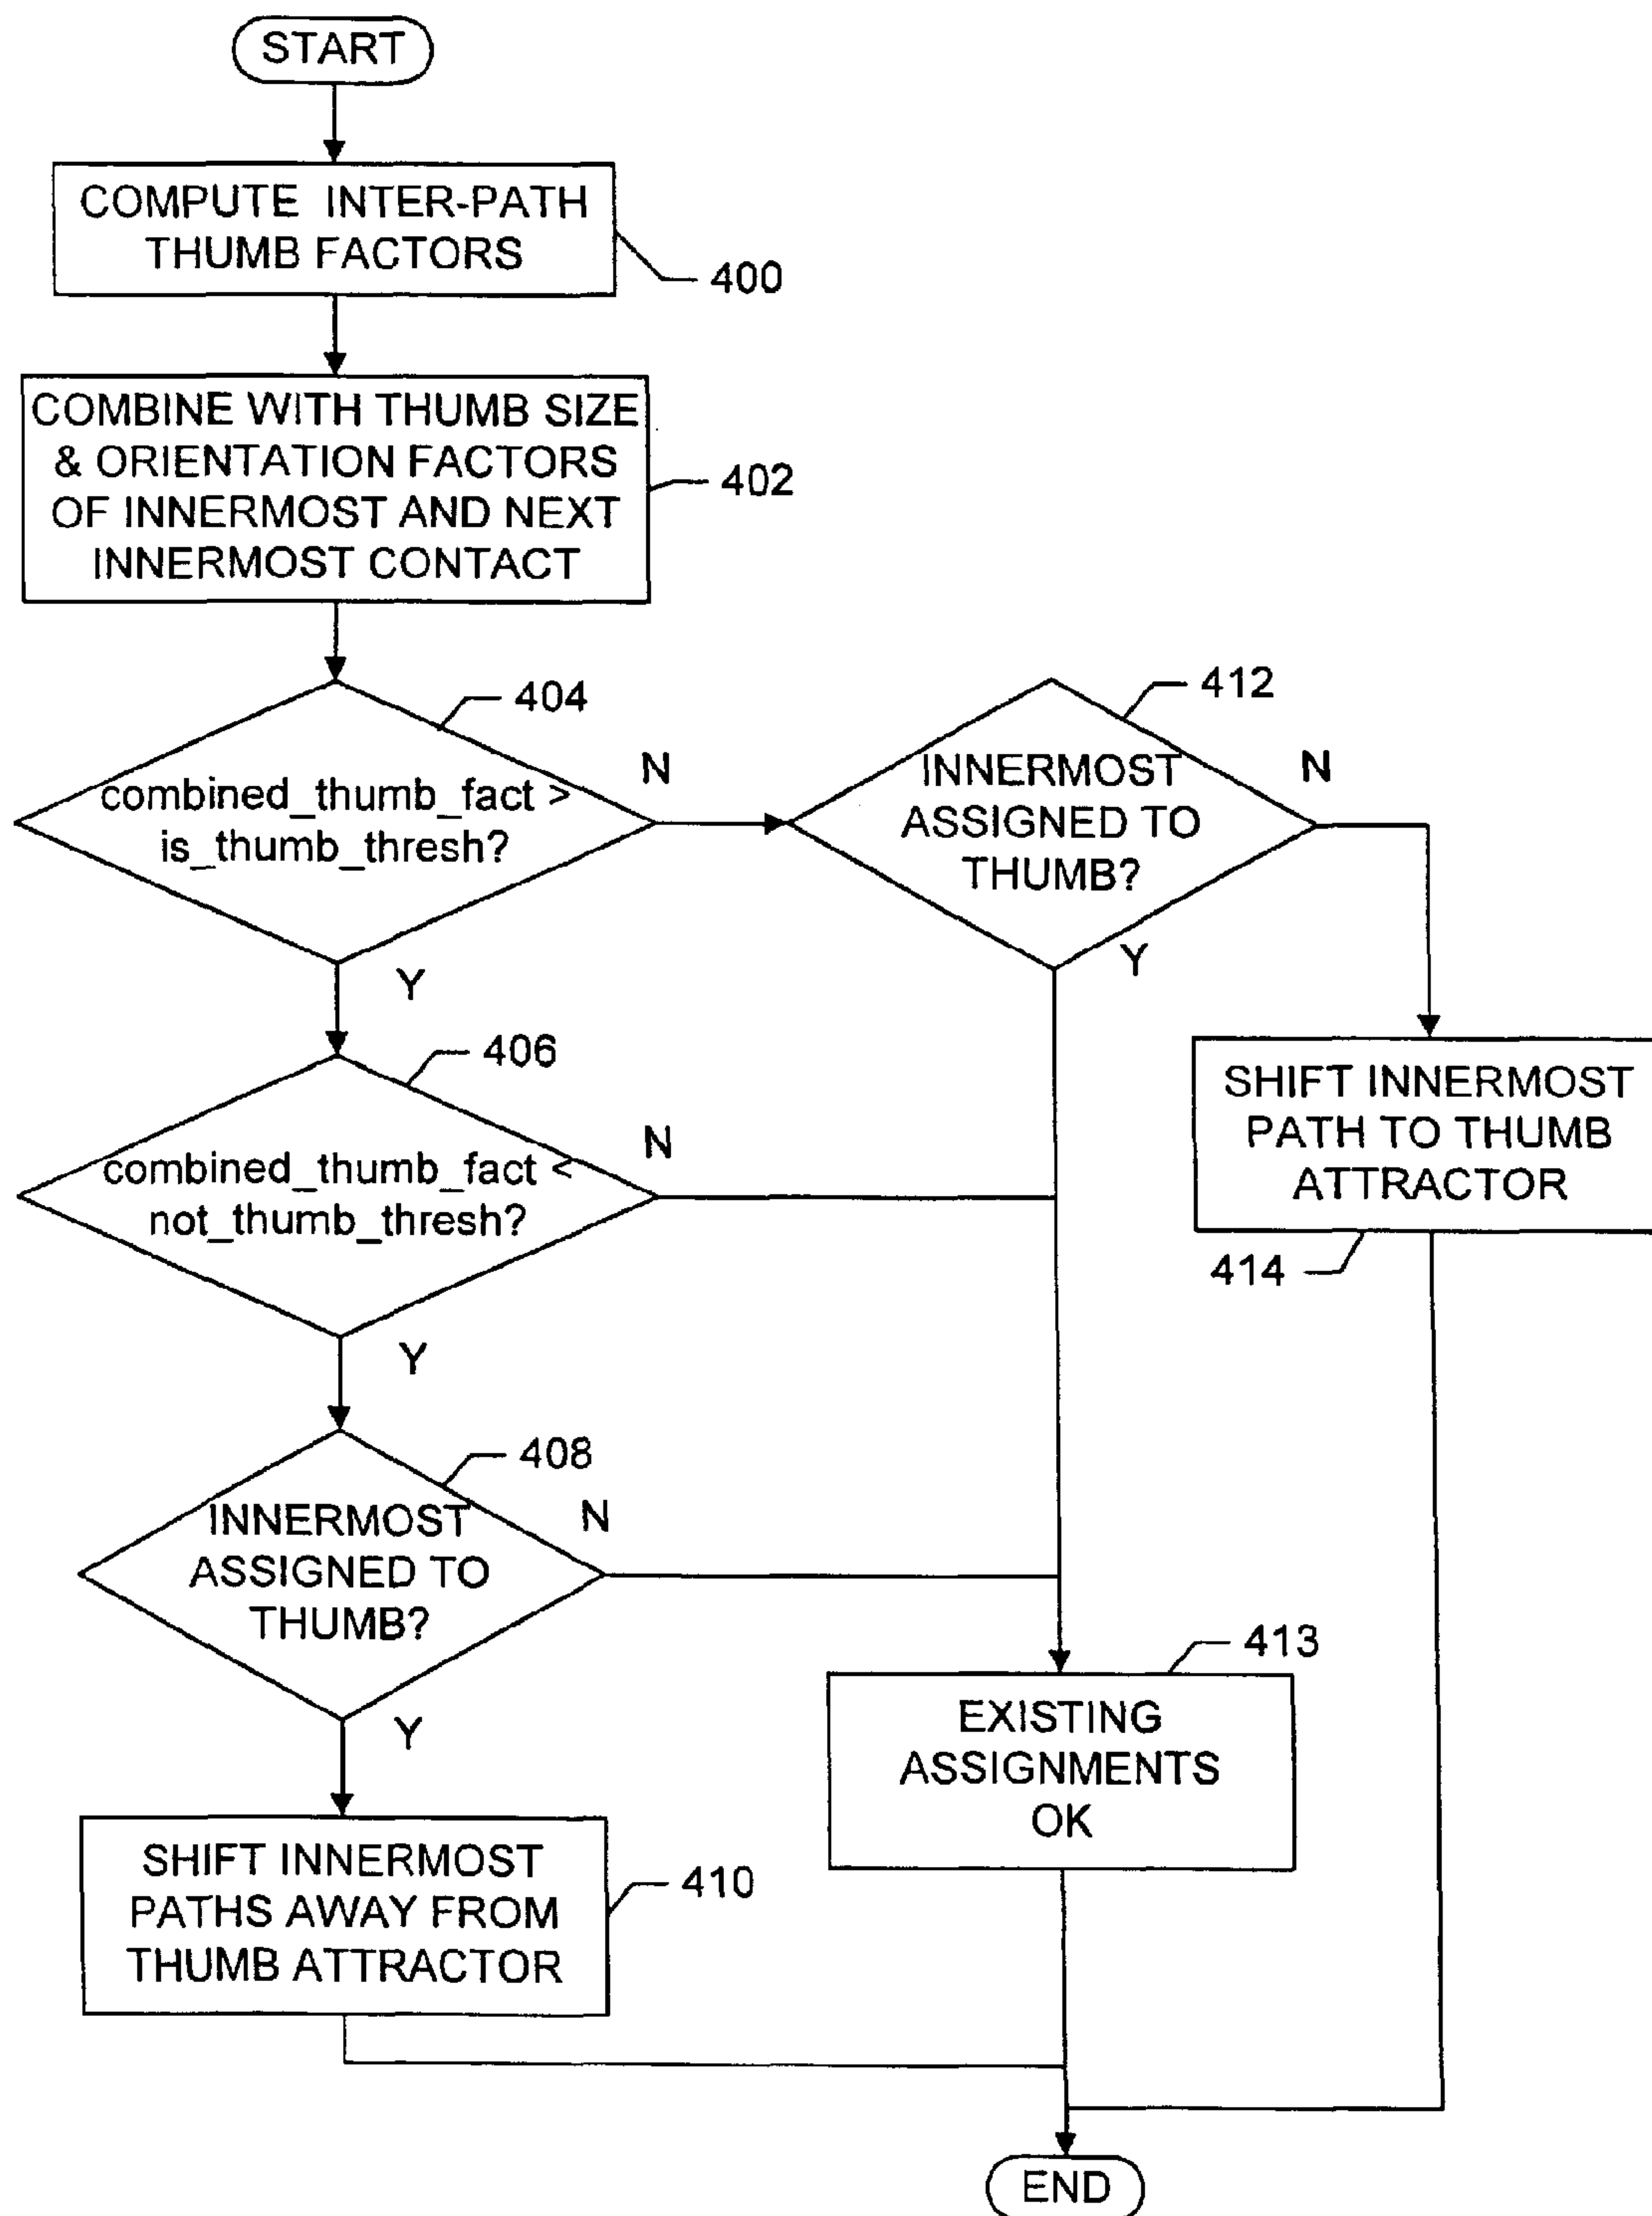 START
COMPUTE INTER-PATH
THUMB FACTORS
400
COMBINE WITH THUMB SIZE
& ORIENTATION FACTORS
OF INNERMOST AND NEXT
INNERMOST CONTACT
402
404
combined_thumb_fact >
is_thumb_thresh?
N
Y
412
INNERMOST
ASSIGNED TO
THUMB?
N
Y
406
combined_thumb_fact <
not_thumb_thresh?
N
Y
SHIFT INNERMOST
PATH TO THUMB
ATTRACTOR
414
408
INNERMOST
ASSIGNED TO
THUMB?
N
Y
413
EXISTING
ASSIGNMENTS
OK
SHIFT INNERMOST
PATHS AWAY FROM
THUMB ATTRACTOR
410
END